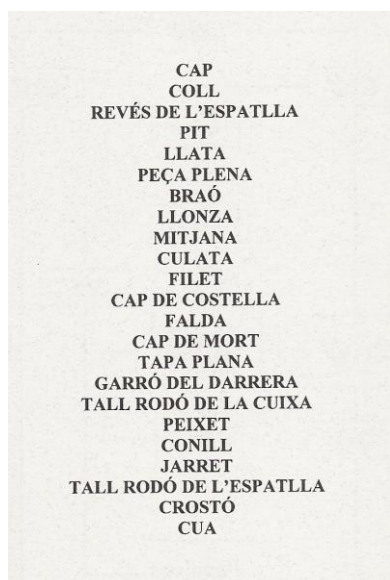 CAP
COLL
REVÉS DE L’ESPATLLA
PIT
LLATA
PEÇA PLENA
BRAÓ
LLONZA
MITJANA
CULATA
FILET
CAP DE COSTELLA
FALDA
CAP DE MORT
TAPA PLANA
GARRÓ DEL DARRERA
TALL RODÓ DE LA CUIXA
PEIXET
CONILL
JARRET
TALL RODÓ DE L’ESPATLLA
CROSTÓ
CUA